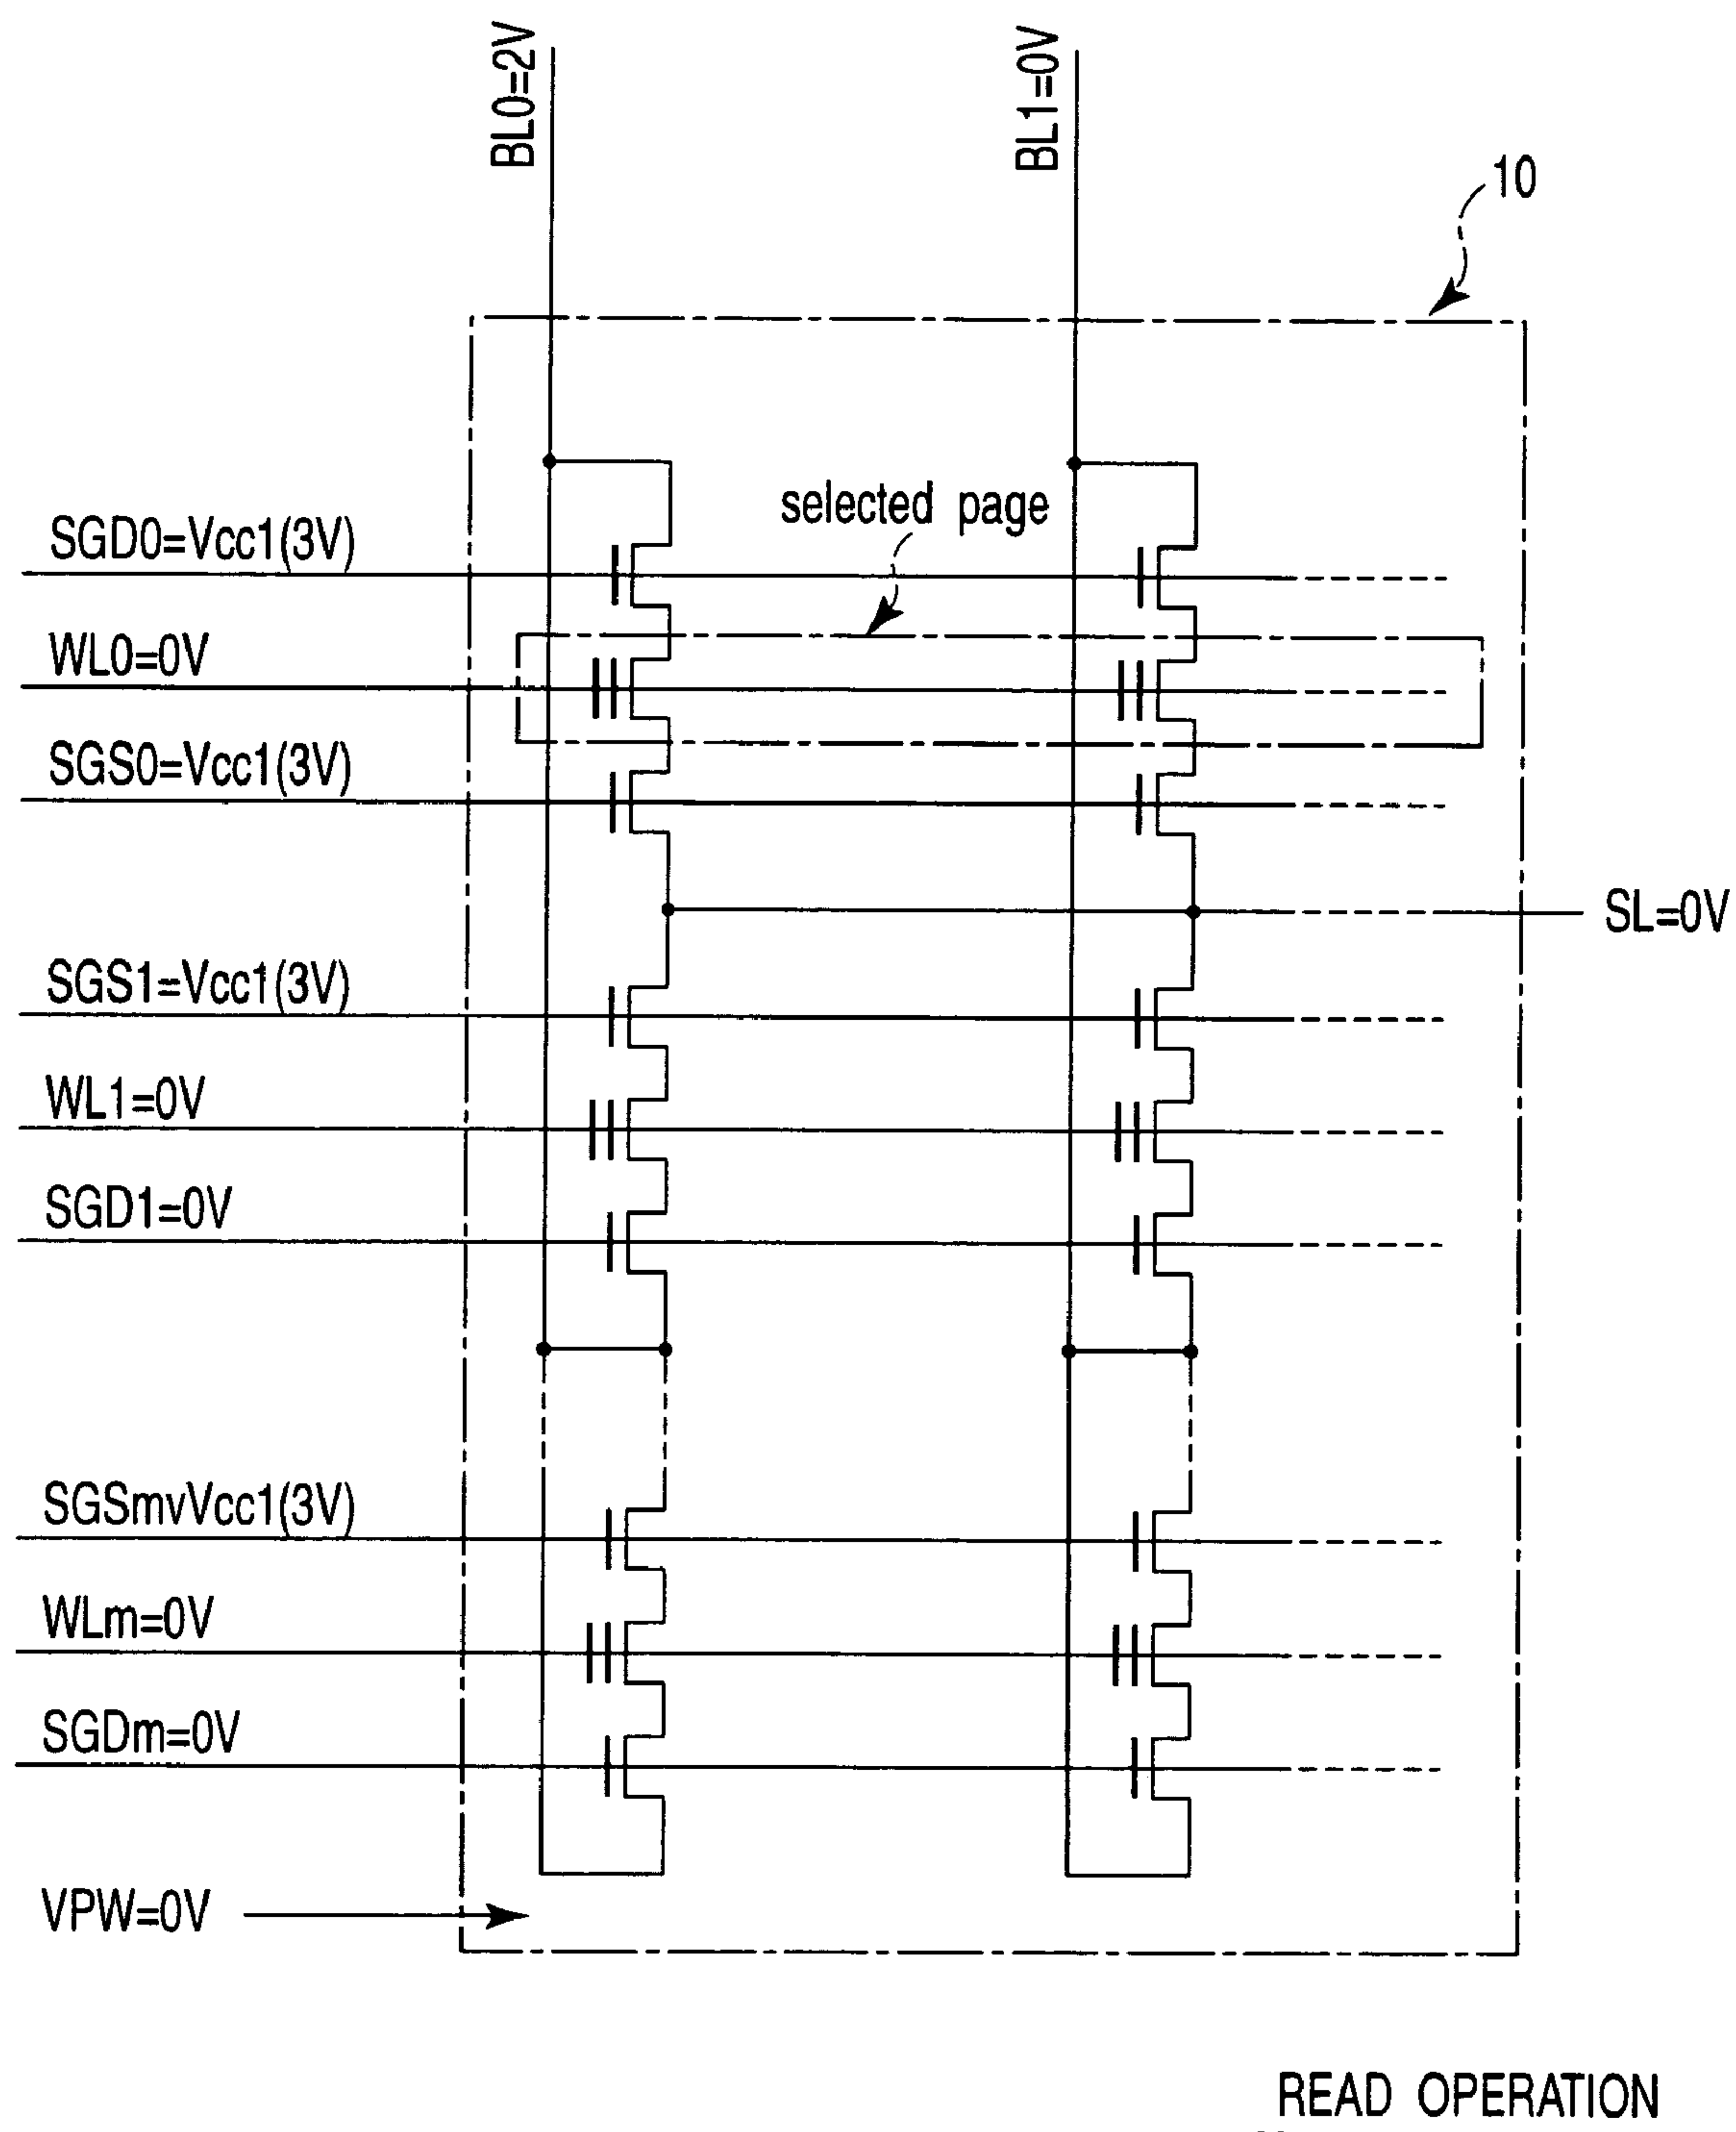 BL0=2V
BL1=0V
10
selected page
SGD0=Vcc1(3V)
WL0=0V
SGS0=Vcc1(3V)
SL=0V
SGS1=Vcc1(3V)
WL1=0V
SGD1=0V
SGSmvVcc1(3V)
WLm=0V
SGDm=0V
VPW=0V
READ OPERATION